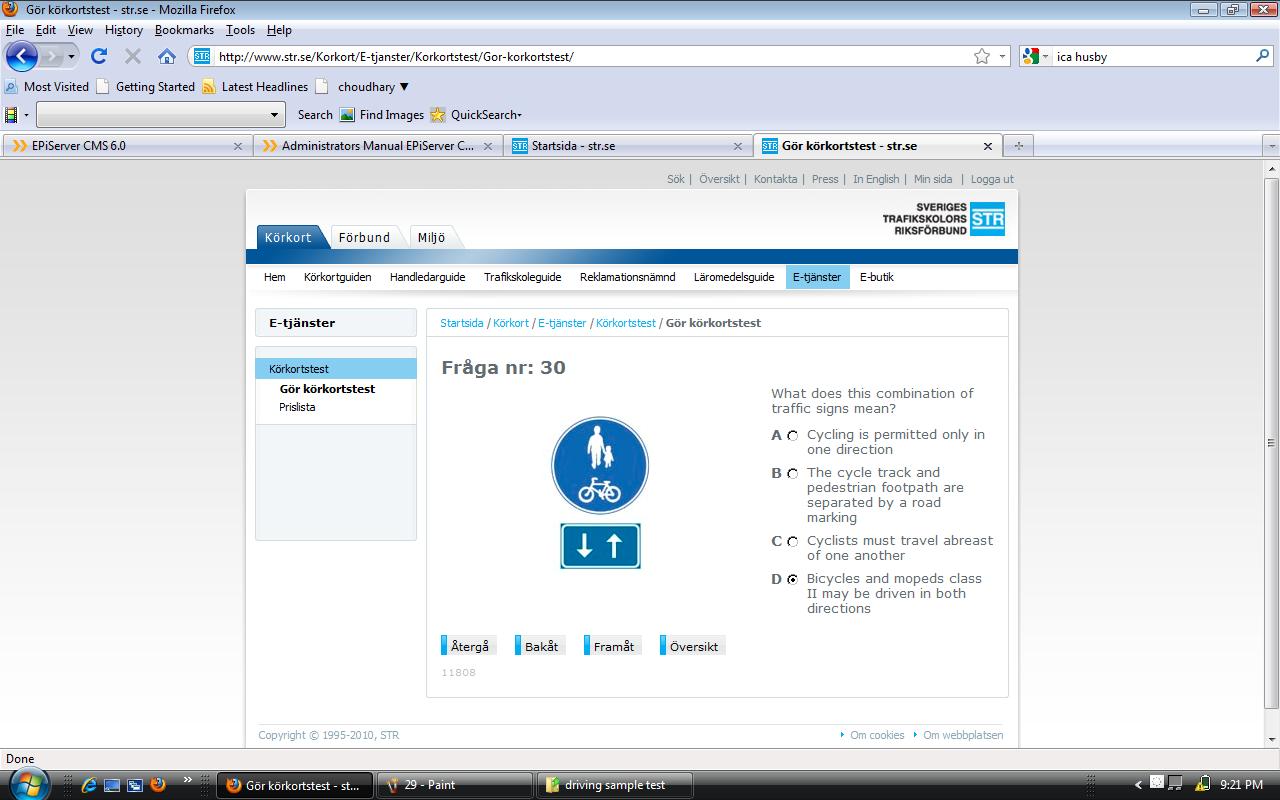 Gör körkortstest - str.se - Mozilla Firefox
File Edit View History Bookmarks Tools Help
STR http://www.str.se/Korkort/E-tjanster/Korkortstest/Gor-korkortstest/ ica husby
Most Visited Getting Started Latest Headlines choudhary
Search Find Images QuickSearch
EPiServer CMS 6.0 Administrators Manual EPiServer C... STR Startsida - str.se STR Gör körkortstest - str.se
Sök | Översikt | Kontakta | Press | In English | Min sida | Logga ut
SVERIGES
TRAFIKSKOLORS STR
RIKSFÖRBUND
Körkort Förbund Miljö
Hem Körkortguiden Handledarguide Trafikskoleguide Reklamationsnämnd Läromedelsguide E-tjänster E-butik
E-tjänster
Körkortstest
Gör körkortstest
Prislista
Startsida / Körkort / E-tjänster / Körkortstest / Gör körkortstest
Fråga nr: 30
What does this combination of
traffic signs mean?
A Cycling is permitted only in
one direction
B The cycle track and
pedestrian footpath are
separated by a road
marking
C Cyclists must travel abreast
of one another
D Bicycles and mopeds class
II may be driven in both
directions
Återgå Bakåt Framåt Översikt
11808
Copyright © 1995-2010, STR Om cookies Om webbplatsen
Done
Gör körkortstest - st... 29 - Paint driving sample test 9:21 PM